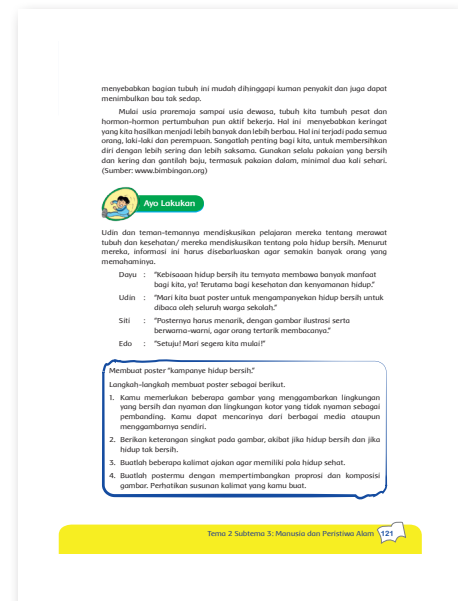 menyebabkan bagian tubuh ini mudah dihinggapi kuman penyakit dan juga dapat
menimbulkan bau tak sedap.
Mulai usia praremaja sampai usia dewasa, tubuh kita tumbuh pesat dan
hormon-hormon pertumbuhan pun aktif bekerja. Hal ini menyebabkan keringat
yang kita hasilkan menjadi lebih banyak dan lebih berbau. Hal ini terjadi pada semua
orang, laki-laki dan perempuan. Sangatlah penting bagi kita, untuk membersihkan
diri dengan lebih sering dan lebih saksama. Gunakan selalu pakaian yang bersih
dan kering dan gantilah baju, termasuk pakaian dalam, minimal dua kali sehari.
(Sumber: www.bimbingan.org)
Ayo Lakukan
Udin dan teman-temannya mendiskusikan pelajaran mereka tentang merawat
tubuh dan kesehatan/ mereka mendiskusikan tentang pola hidup bersih. Menurut
mereka, informasi ini harus disebarluaskan agar semakin banyak orang yang
memahaminya.
Dayu : "Kebisaaan hidup bersih itu ternyata membawa banyak manfaat
bagi kita, ya! Terutama bagi kesehatan dan kenyamanan hidup."
Udin : "Mari kita buat poster untuk mengampyekan hidup bersih untuk
dibaca oleh seluruh warga sekolah."
Siti : "Posternya harus menarik, dengan gambar ilustrasi serta
berwarna-warni, agar orang tertarik membacanya."
Edo : "Setuju! Mari segera kita mulai!"
Membuat poster "kampanye hidup bersih."
Langkah-langkah membuat poster sebagai berikut.
1. Kamu memerlukan beberapa gambar yang menggambarkan lingkungan
yang bersih dan nyaman dan lingkungan kotor yang tidak nyaman sebagai
pembanding. Kamu dapat mencarinya dari berbagai media ataupun
menggambarnya sendiri.
2. Berikan keterangan singkat pada gambar, akibat jika hidup bersih dan jika
hidup tak bersih.
3. Buatlah beberapa kalimat ajakan agar memiliki pola hidup sehat.
4. Buatlah postermu dengan mempertimbangkan proprosi dan komposisi
gambar. Perhatikan susunan kalimat yang kamu buat.
Tema 2 Subtema 3: Manusia dan Peristiwa Alam 121